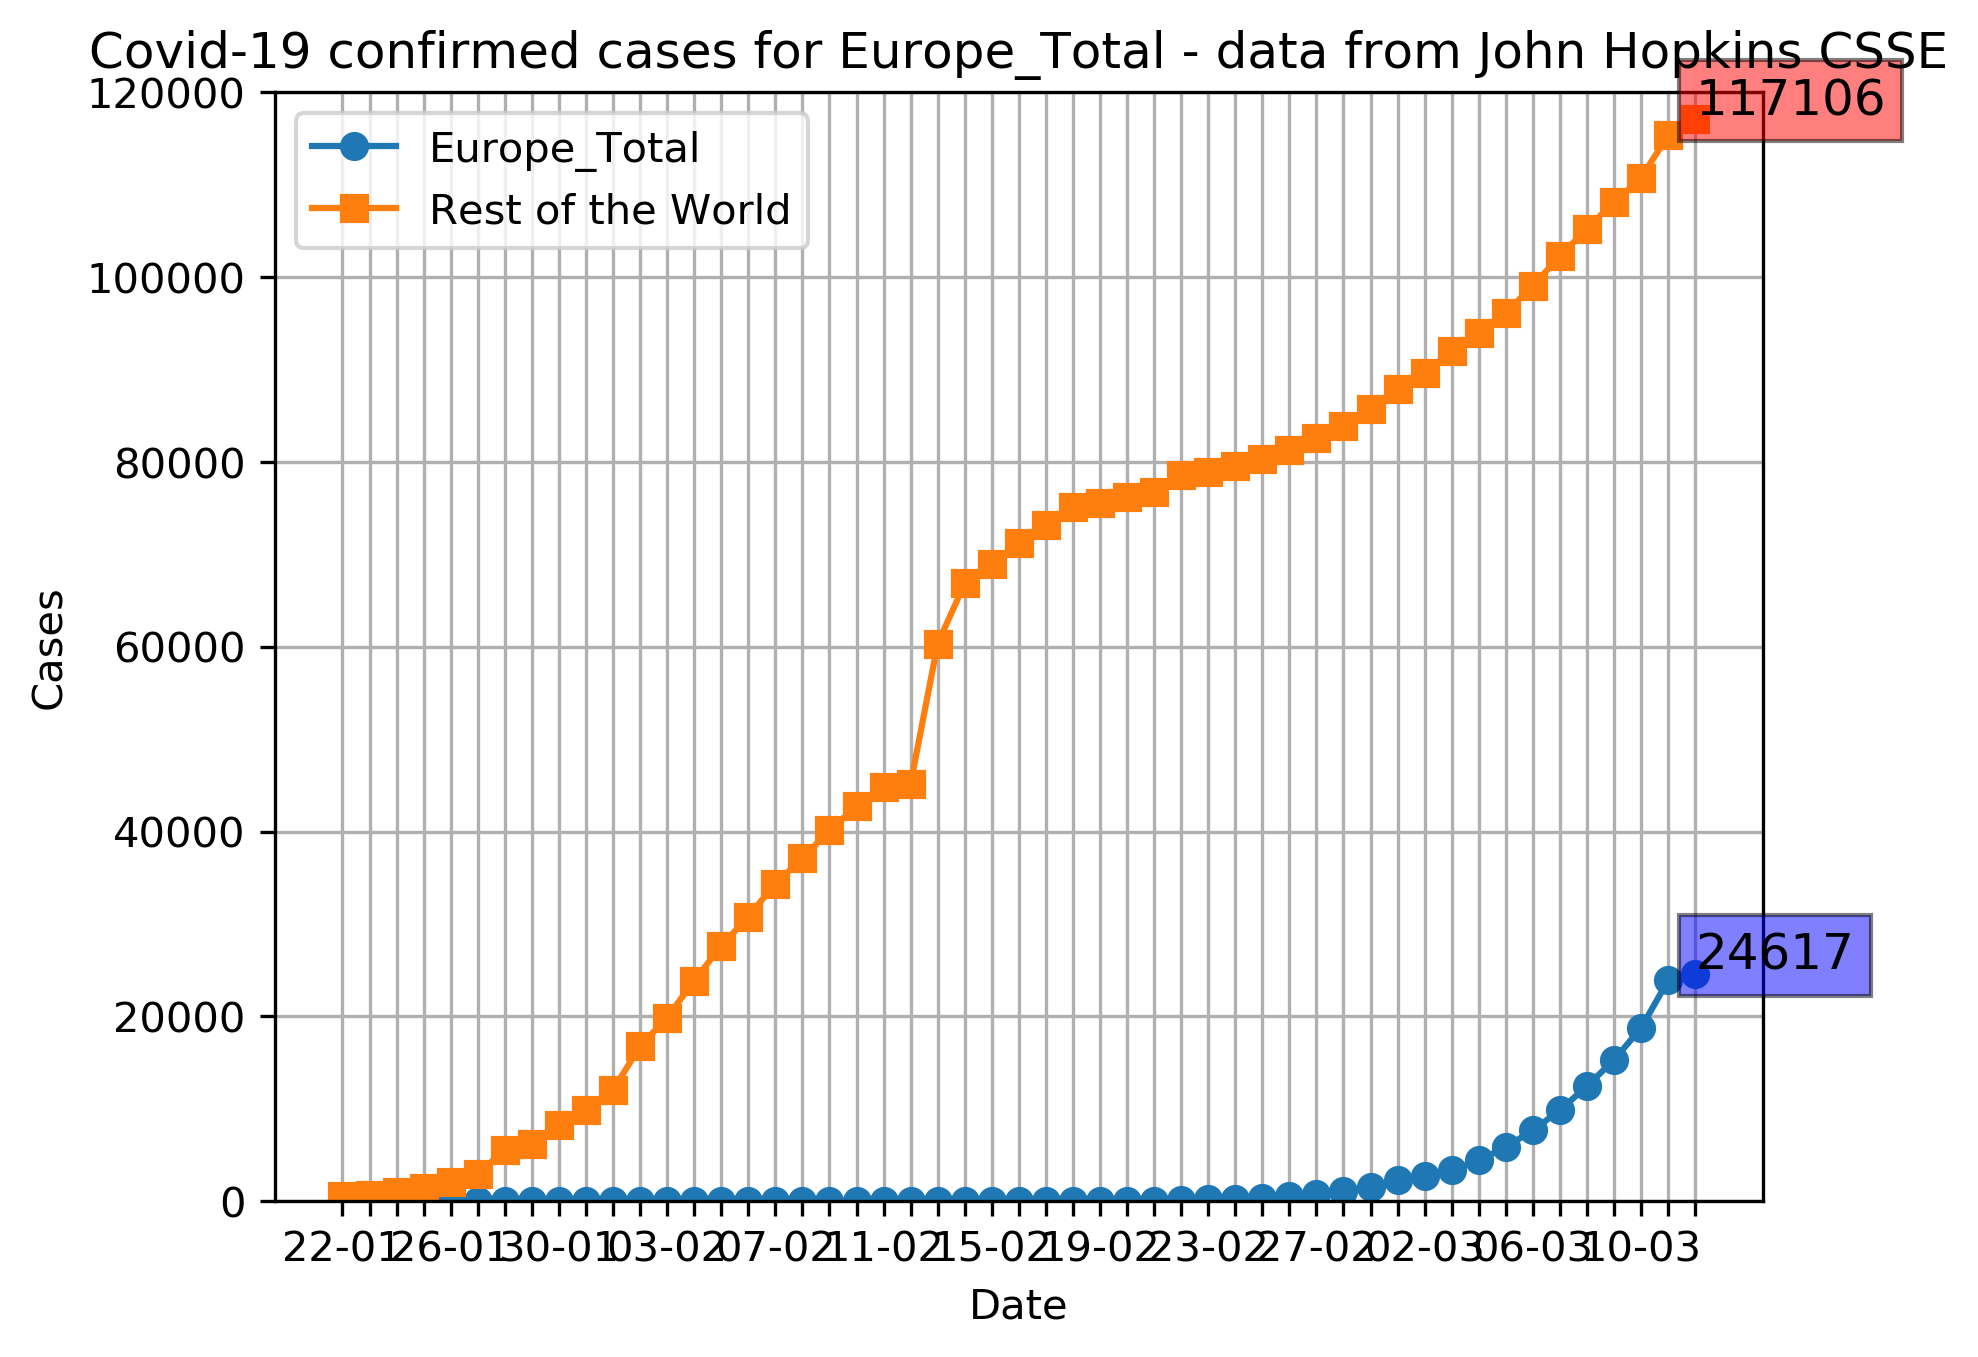 Covid-19 confirmed cases for Europe_Total - data from John Hopkins CSSE
120000
117106
Europe_Total
Rest of the World
100000
80000
60000
Cases
40000
24617
20000
0
22-01 26-01 30-01 03-02 07-02 11-02 15-02 19-02 23-02 27-02 02-03 06-03 10-03
Date